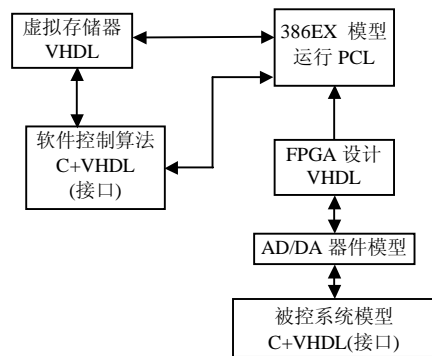 虚拟存储器
VHDL
386EX 模型
运行 PCL
软件控制算法
C+VHDL
(接口)
FPGA 设计
VHDL
AD/DA 器件模型
被控系统模型
C+VHDL(接口)